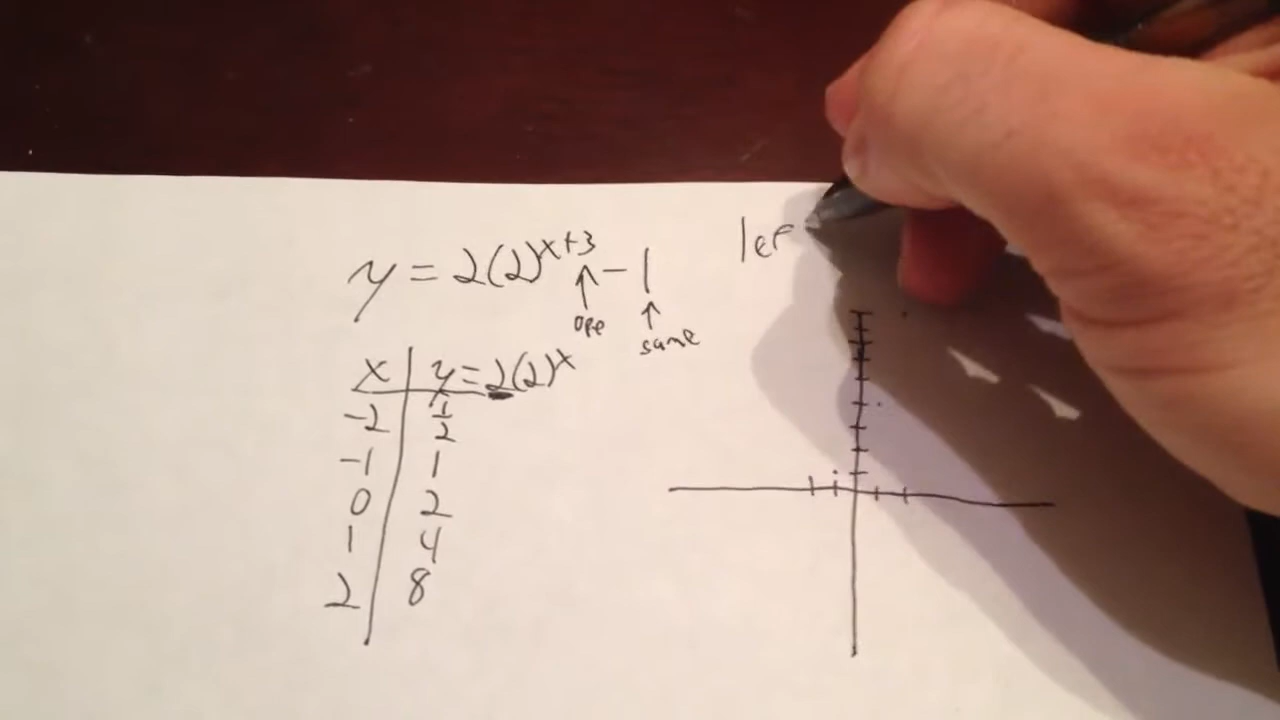 y = 2(2)^{x+3} - 1
↑ opp ↑ same
lef
x | y = 2(2)^x
-2 | 1/2
-1 | 1
0 | 2
1 | 4
2 | 8